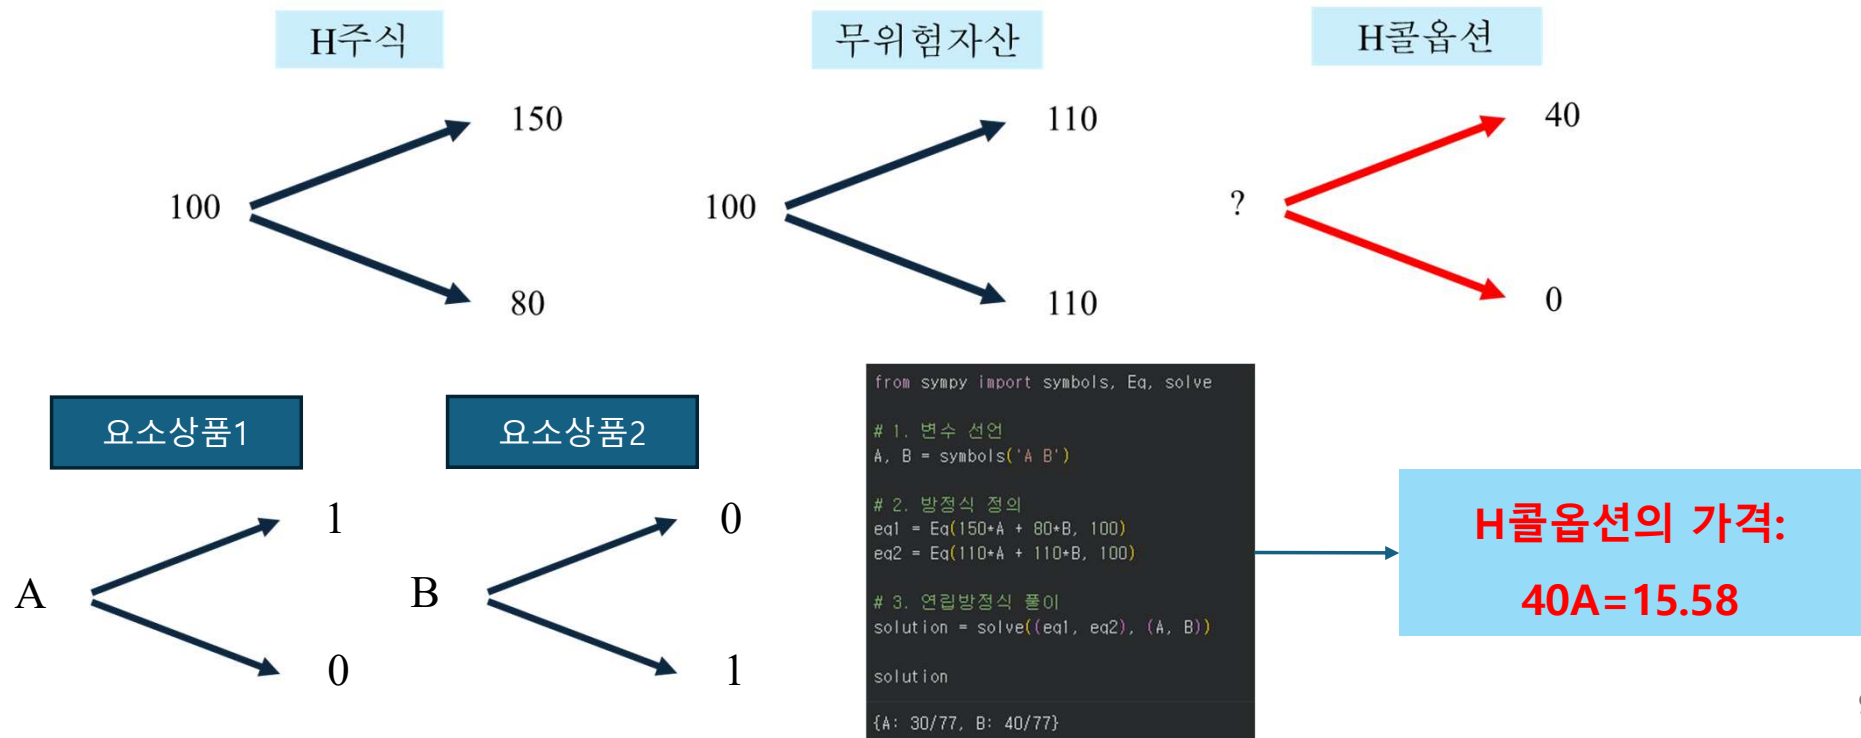 H주식
무위험자산
H콜옵션
150
100
80
110
100
110
40
?
0
요소상품1
요소상품2
1
A
0
0
B
1
from sympy import symbols, Eq, solve
# 1. 변수 선언
A, B = symbols('A B')
# 2. 방정식 정의
eq1 = Eq(150*A + 80*B, 100)
eq2 = Eq(110*A + 110*B, 100)
# 3. 연립방정식 풀이
solution = solve((eq1, eq2), (A, B))
solution
{A: 30/77, B: 40/77}
H콜옵션의 가격:
40A=15.58